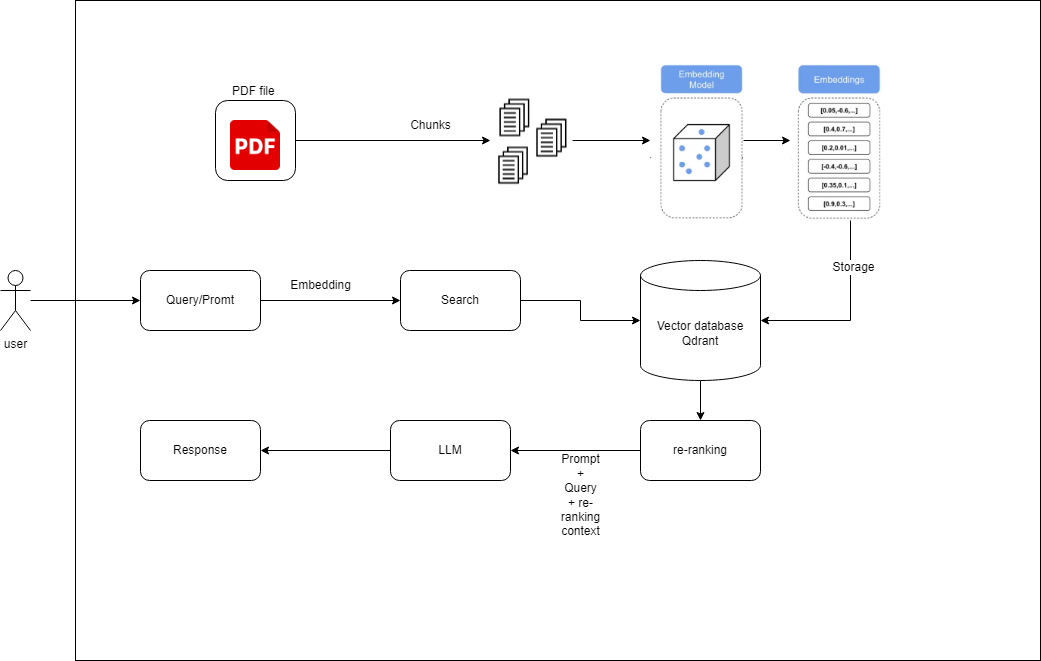 PDF file
PDF
Chunks
Embedding
Model
Embeddings
[0.05,-0.6,...]
[0.4,0.7,...]
[0.2,0.01,...]
[-0.4,-0.6,...]
[0.35,0.1,...]
[0.9,0.3,...]
Storage
user
Query/Promt
Embedding
Search
Vector database
Qdrant
Response
LLM
Prompt
+
Query
+ re-
ranking
context
re-ranking